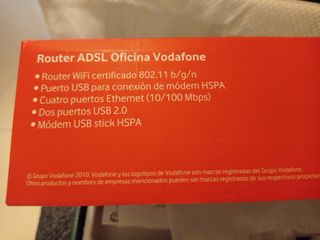 Router ADSL Oficina Vodafone
• Router WiFi certificado 802.11 b/g/n
• Puerto USB para conexión de módem HSPA
• Cuatro puertos Ethernet (10/100 Mbps)
• Dos puertos USB 2.0
• Módem USB stick HSPA
© Grupo Vodafone 2010. Vodafone y los logotipos de Vodafone son marcas registradas del Grupo Vodafone.
Otros productos y nombres de empresas mencionados pueden ser marcas registradas de sus respectivos propietari